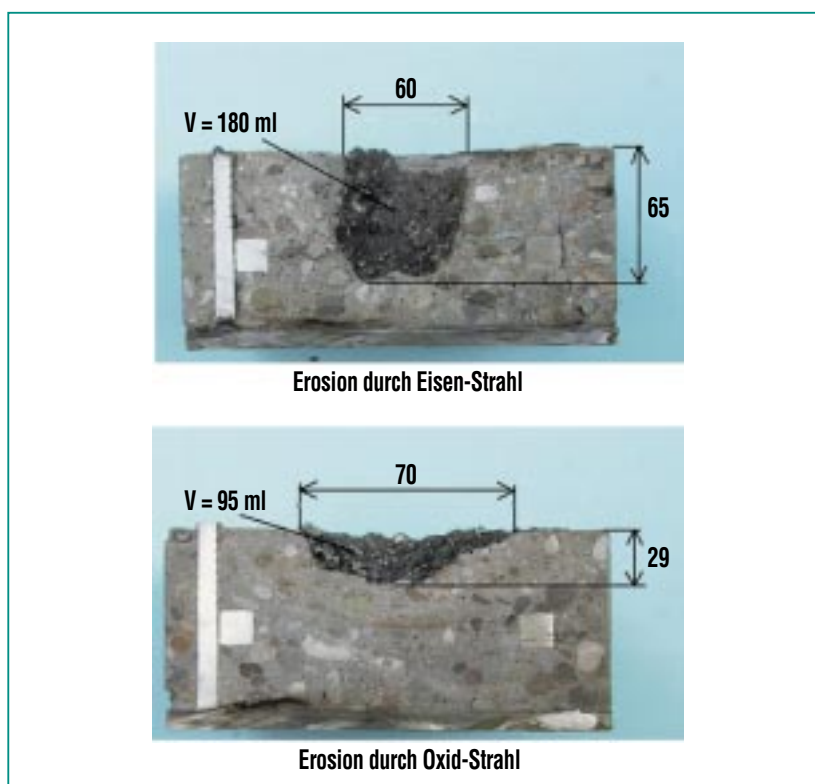 60
V = 180 ml
65
Erosion durch Eisen-Strahl
70
V = 95 ml
29
Erosion durch Oxid-Strahl